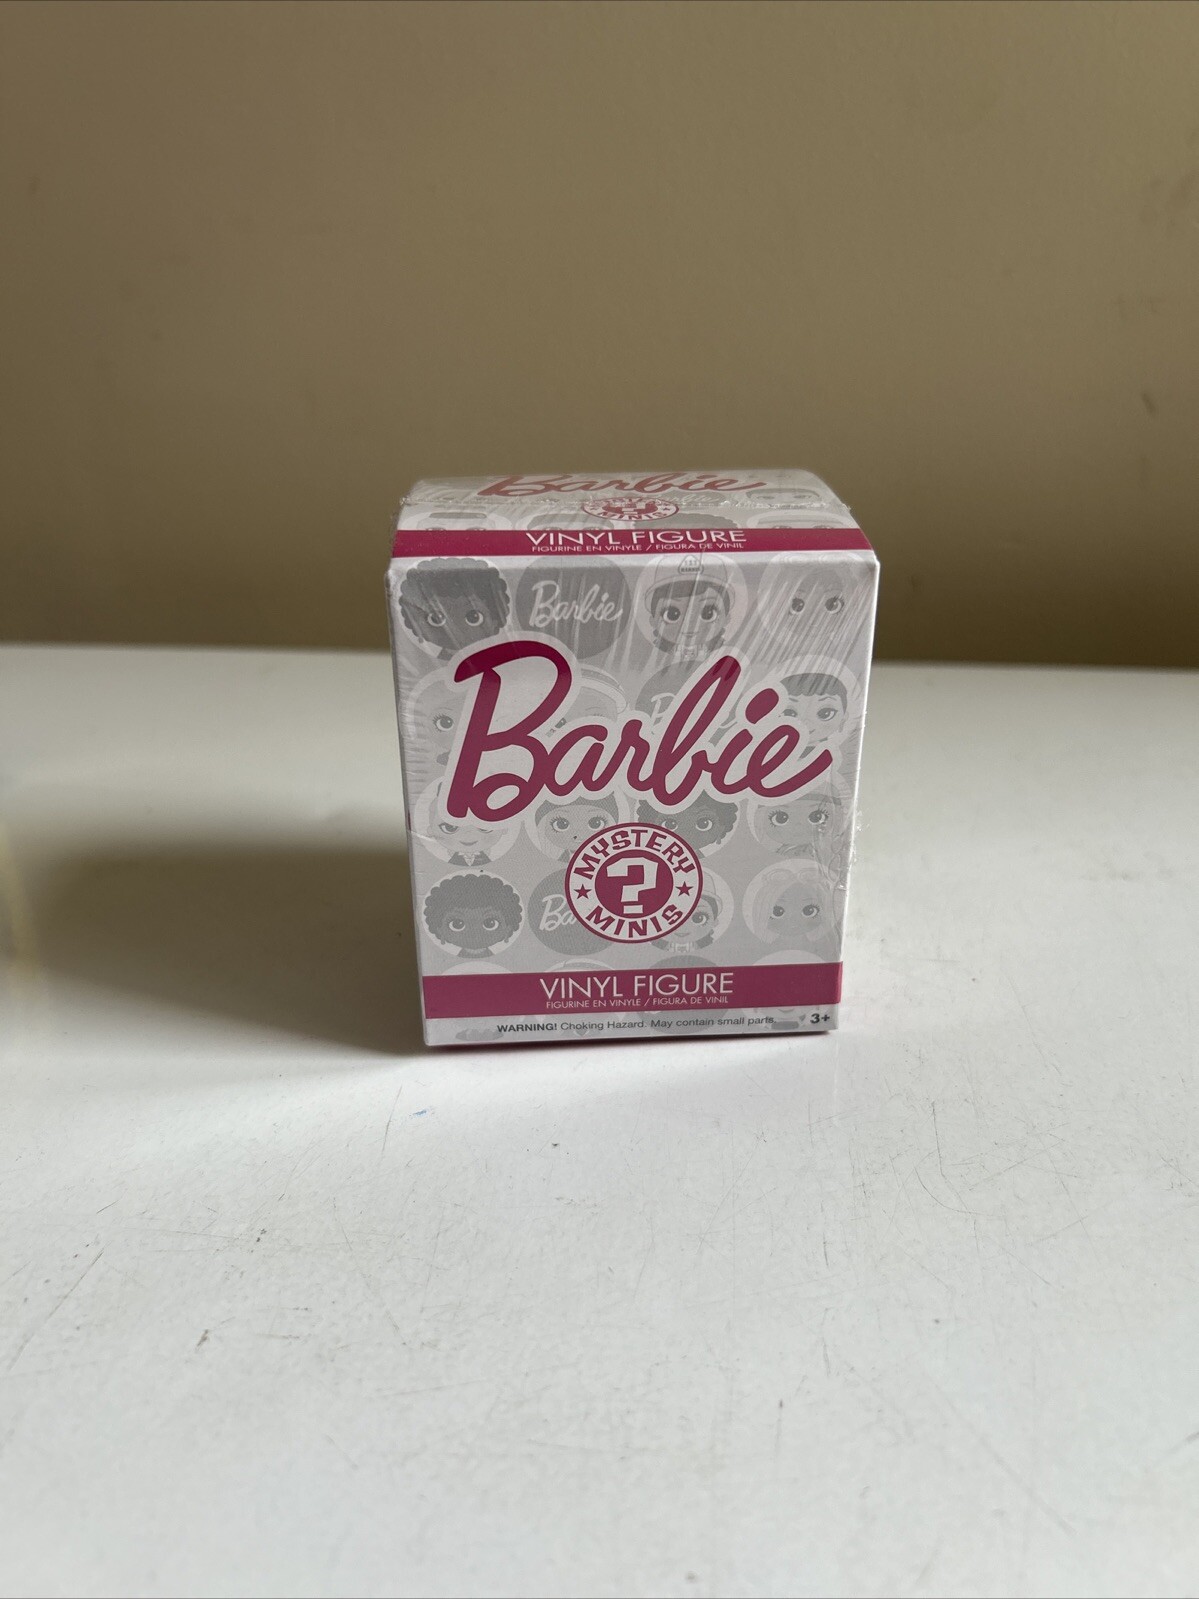 Barbie
MINIS
VINYL FIGURE
FIGURINE EN VINYLE / FIGURA DE VINIL
Barbie
Barbie
MYSTERY
?
MINIS
VINYL FIGURE
FIGURINE EN VINYLE / FIGURA DE VINIL
WARNING! Choking Hazard. May contain small parts. 3+